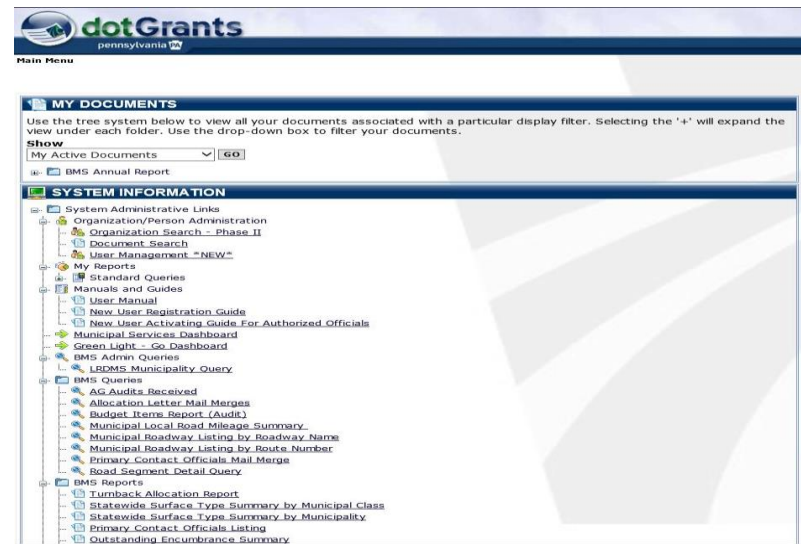 dotGrants
pennsylvania PA
Main Menu
MY DOCUMENTS
Use the tree system below to view all your documents associated with a particular display filter. Selecting the '+' will expand the
view under each folder. Use the drop-down box to filter your documents.
Show
My Active Documents GO
BMS Annual Report
SYSTEM INFORMATION
System Administrative Links
Organization/Person Administration
Organization Search - Phase II
Document Search
User Management *NEW*
My Reports
Standard Queries
Manuals and Guides
User Manual
New User Registration Guide
New User Activating Guide For Authorized Officials
Municipal Services Dashboard
Green Light - Go Dashboard
BMS Admin Queries
LRDMS Municipality Query
BMS Queries
AG Audits Received
Allocation Letter Mail Merges
Budget Items Report (Audit)
Municipal Local Road Mileage Summary
Municipal Roadway Listing by Roadway Name
Municipal Roadway Listing by Route Number
Primary Contact Officials Mail Merge
Road Segment Detail Query
BMS Reports
Turnback Allocation Report
Statewide Surface Type Summary by Municipal Class
Statewide Surface Type Summary by Municipality
Primary Contact Officials Listing
Outstanding Encumbrance Summary